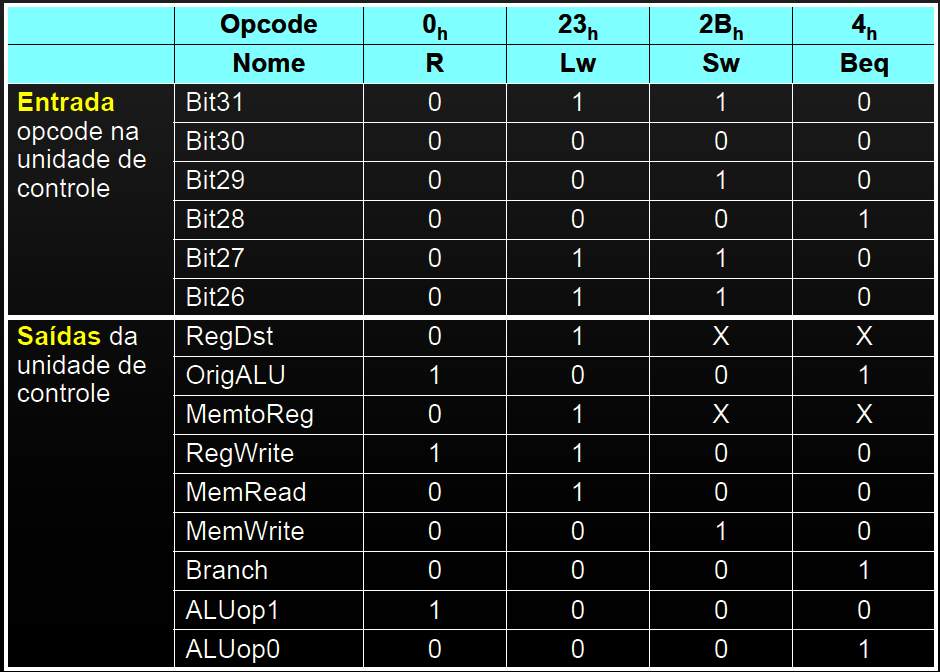 Opcode 0h 23h 2Bh 4h
Nome R Lw Sw Beq
Entrada Bit31 0 1 1 0
opcode na Bit30 0 0 0 0
unidade de Bit29 0 0 1 0
controle Bit28 0 0 0 1
Bit27 0 1 1 0
Bit26 0 1 1 0
Saídas da RegDst 0 1 X X
unidade de OrigALU 1 0 0 1
controle MemtoReg 0 1 X X
RegWrite 1 1 0 0
MemRead 0 1 0 0
MemWrite 0 0 1 0
Branch 0 0 0 1
ALUop1 1 0 0 0
ALUop0 0 0 0 1